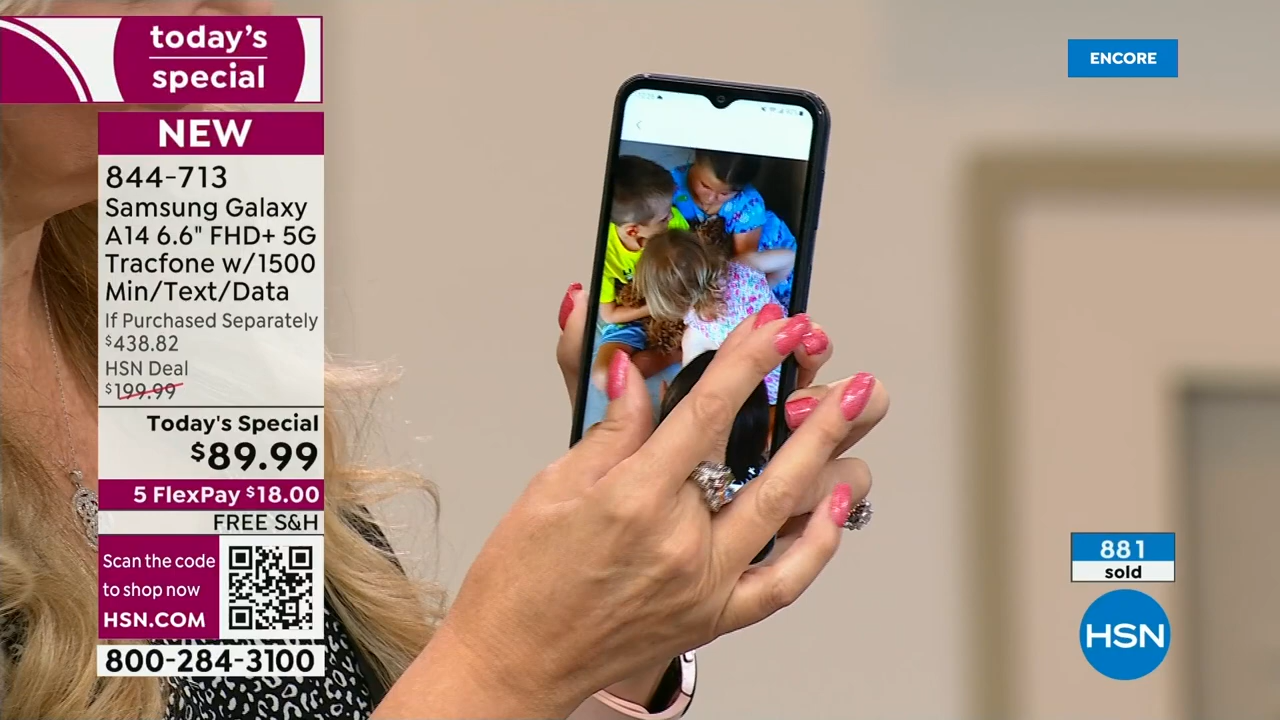 today's
special
NEW
844-713
Samsung Galaxy
A14 6.6" FHD+ 5G
Tracfone w/1500
Min/Text/Data
If Purchased Separately
$438.82
HSN Deal
$199.99
Today's Special
$89.99
5 FlexPay $18.00
FREE S&H
Scan the code
to shop now
HSN.COM
800-284-3100
ENCORE
881
sold
HSN